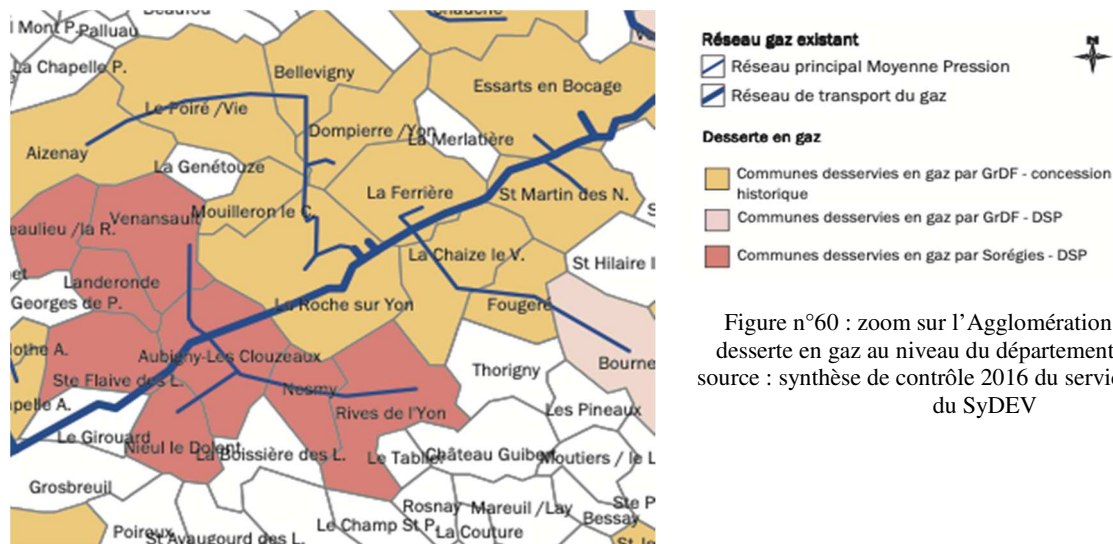 l Mont P.
Palluau
La Chapelle P.
Bellevigny
Essarts en Bocage
Le Poiré /Vie
Dompierre /Yon
La Merlatière
Aizenay
La Genétouze
La Ferrière
St Martin des N.
Venansault
Mouilleron le C.
eaulieu /la R.
La Chaize le V.
St Hilaire l
Landeronde
Georges de P.
La Roche sur Yon
Fougeré
othe A.
Aubigny-Les Clouzeaux
Bourne
Ste Flaive des L.
Nesmy
Thorigny
apelle A.
Rives de l'Yon
Les Pineaux
Le Girouard
Nieul le Dolent
La Boissière des L.
Le Tablier
Château Guibe
Moutiers / le L
Grosbreuil
Rosnay
Mareuil /Lay
Ste P
Bessay
Poiroux
St Avaugourd des L.
Le Champ St P.
La Couture
Réseau gaz existant
N
Réseau principal Moyenne Pression
Réseau de transport du gaz
Desserte en gaz
Communes desservies en gaz par GrDF - concession
historique
Communes desservies en gaz par GrDF - DSP
Communes desservies en gaz par Sorégies - DSP
Figure n°60 : zoom sur l'Agglomération
desserte en gaz au niveau du département
source : synthèse de contrôle 2016 du servi
du SyDEV